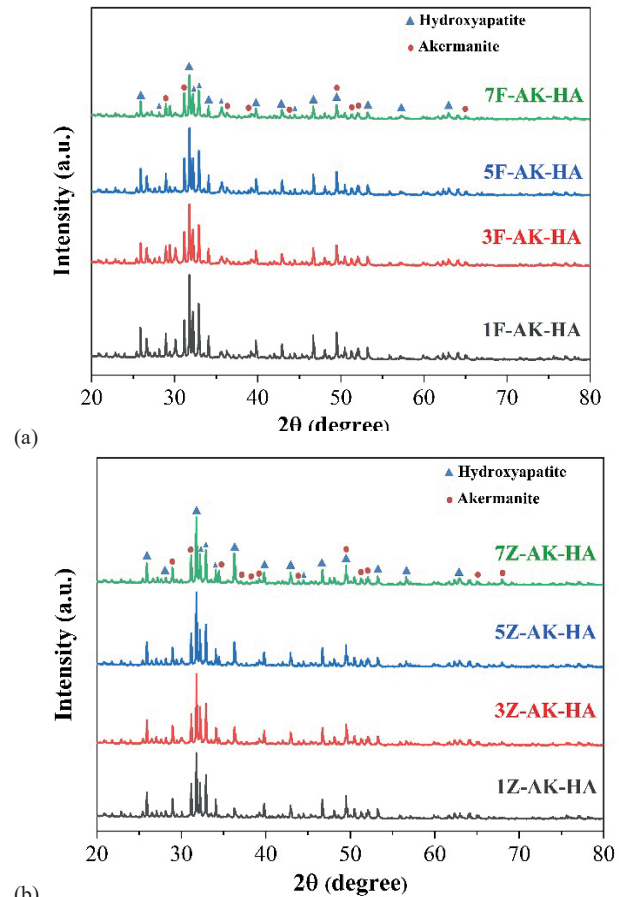 Hydroxyapatite
Akermanite
7F-AK-HA
5F-AK-HA
3F-AK-HA
1F-AK-HA
Intensity (a.u.)
20 30 40 50 60 70 80
2θ (degree)
(a)
Hydroxyapatite
Akermanite
7Z-AK-HA
5Z-AK-HA
3Z-AK-HA
1Z-AK-HA
Intensity (a.u.)
20 30 40 50 60 70 80
2θ (degree)
(b)